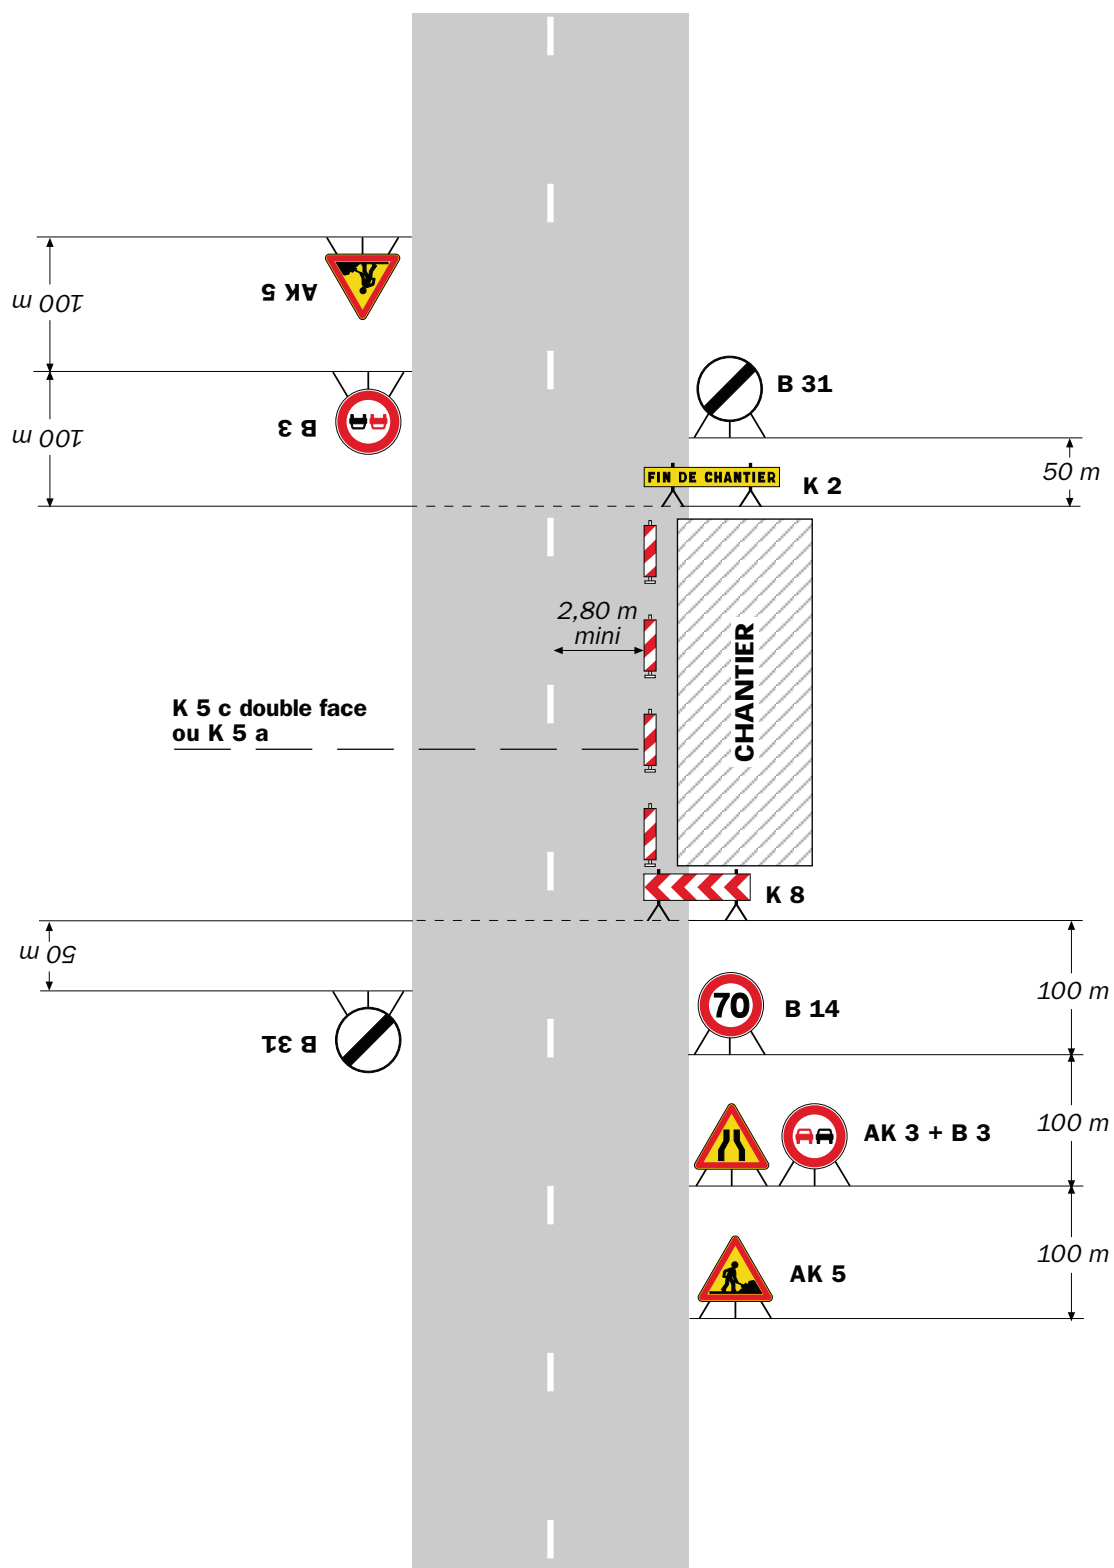 AK 5
100 m
B 3
100 m
B 31
50 m
FIN DE CHANTIER
K 2
2,80 m
mini
CHANTIER
K 5 c double face
ou K 5 a
K 8
50 m
B 31
70
B 14
100 m
AK 3 + B 3
100 m
AK 5
100 m